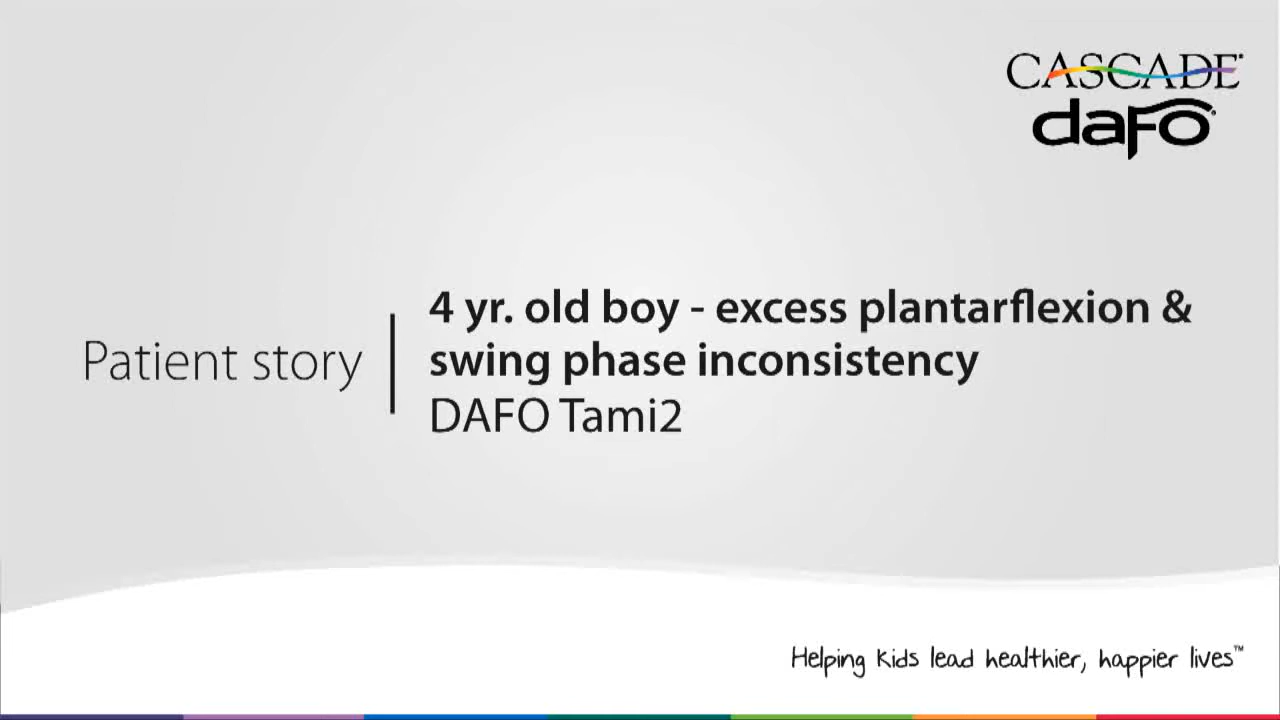 CASCADE
dafo
4 yr. old boy - excess plantarflexion &
swing phase inconsistency
Patient story
DAFO Tami2
Helping kids lead healthier, happier lives™